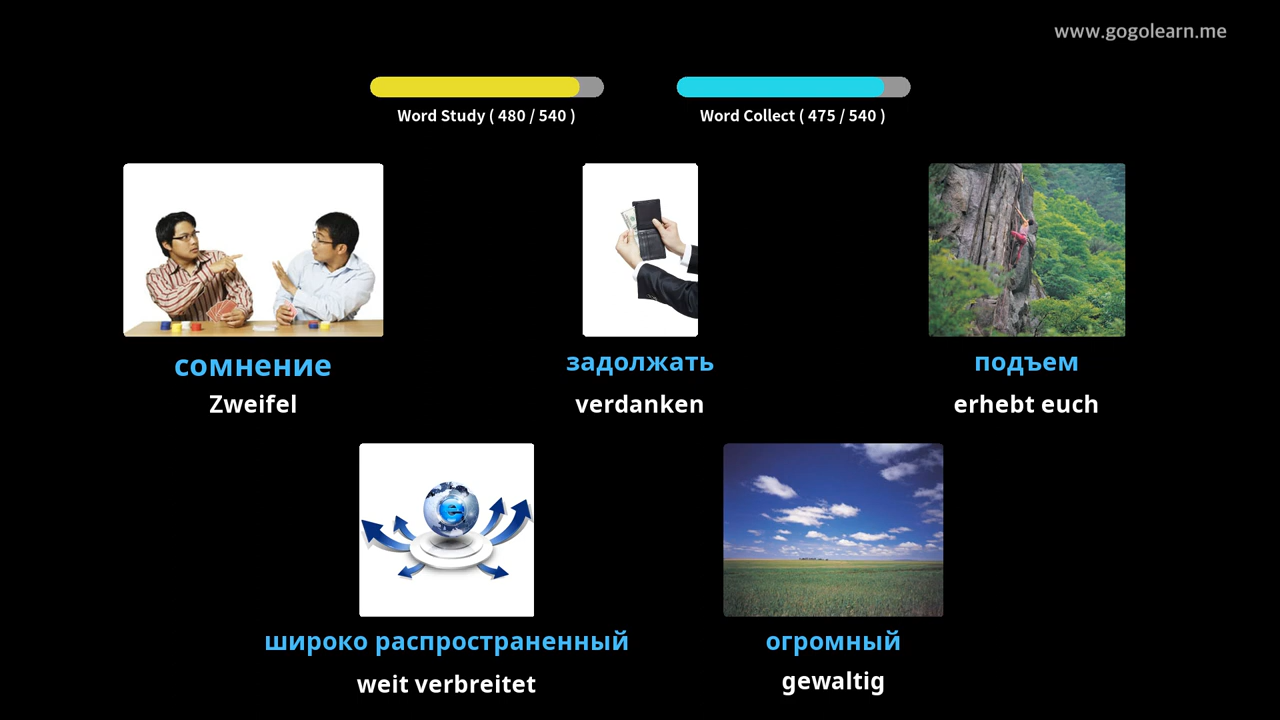 www.gogolearn.me
Word Study ( 480 / 540 )
Word Collect ( 475 / 540 )
сомнение
Zweifel
задолжать
verdanken
подъем
erhebt euch
широко распространенный
weit verbreitet
огромный
gewaltig